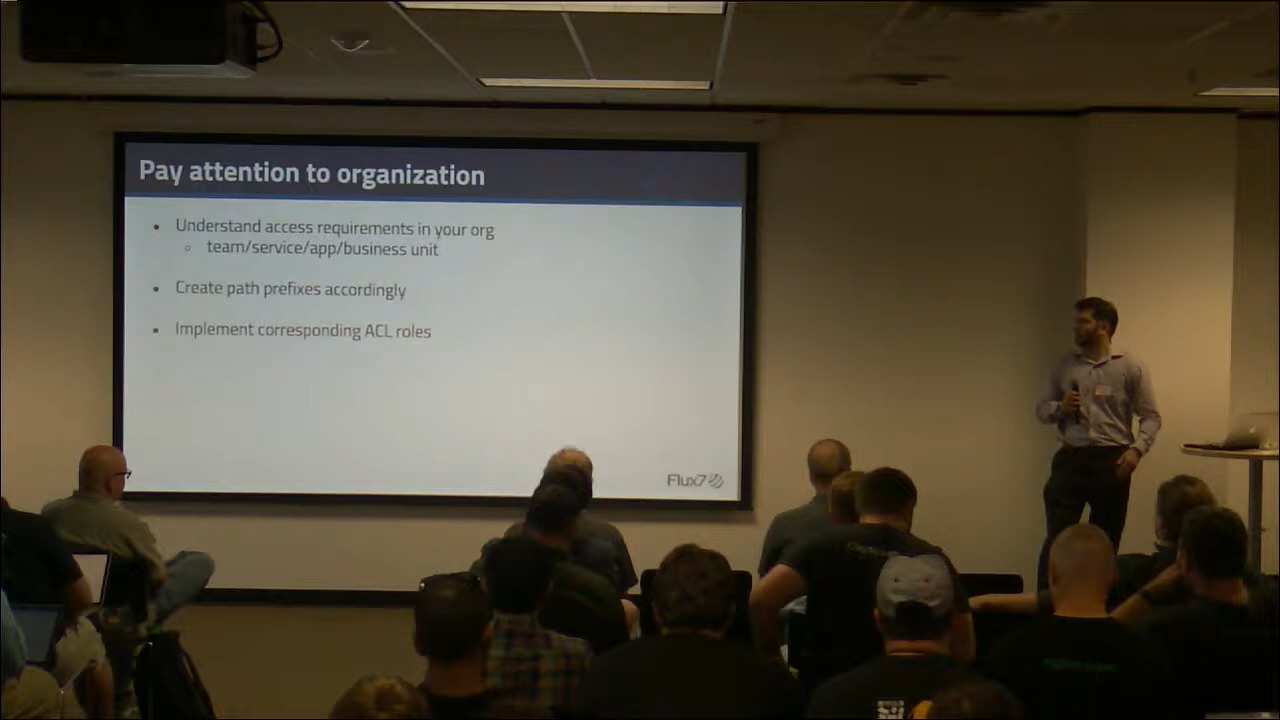 Pay attention to organization
• Understand access requirements in your org
○ team/service/app/business unit
• Create path prefixes accordingly
• Implement corresponding ACL roles
Flux7